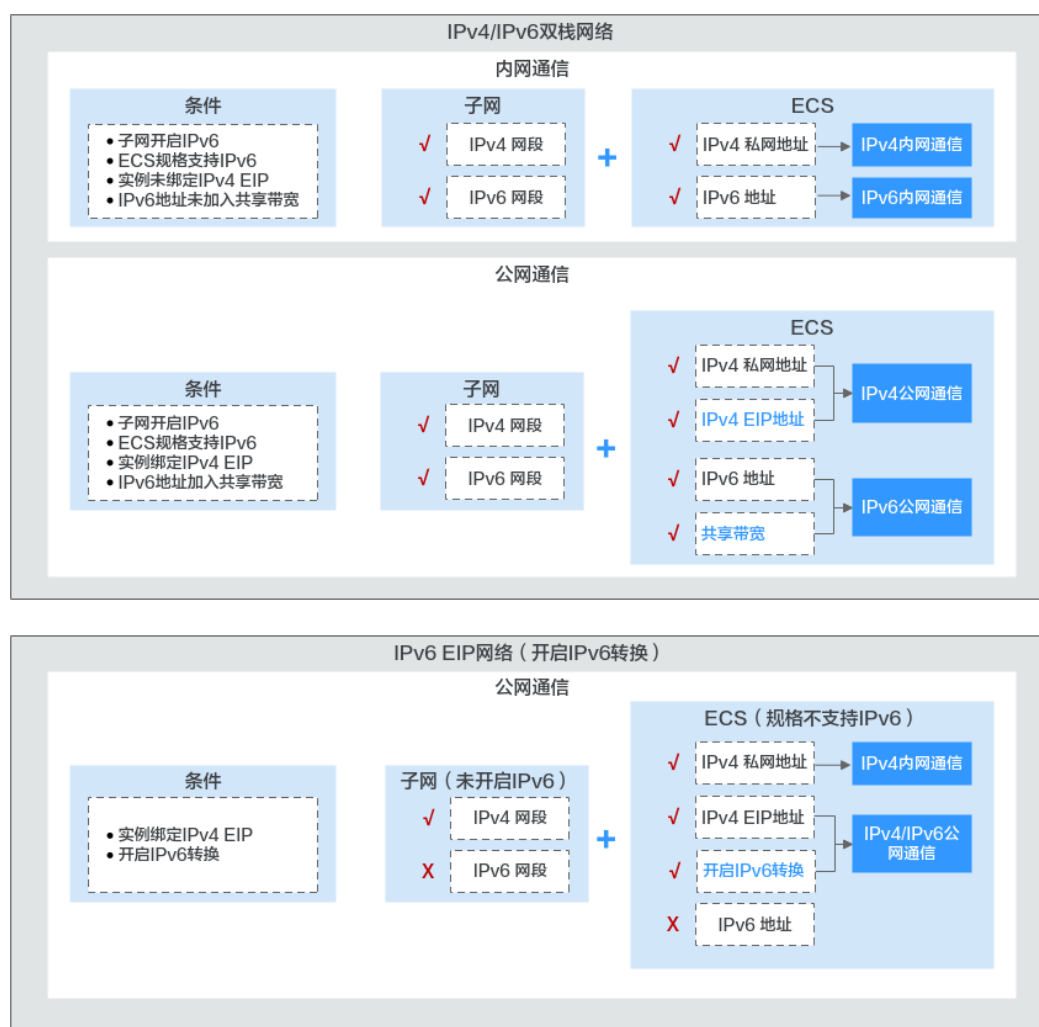 IPv4/IPv6双栈网络
内网通信
条件
• 子网开启IPv6
• ECS规格支持IPv6
• 实例未绑定IPv4 EIP
• IPv6地址未加入共享带宽
子网
√ IPv4 网段
√ IPv6 网段
+
ECS
√ IPv4 私网地址
IPv4内网通信
√ IPv6 地址
IPv6内网通信
公网通信
条件
• 子网开启IPv6
• ECS规格支持IPv6
• 实例绑定IPv4 EIP
• IPv6地址加入共享带宽
子网
√ IPv4 网段
√ IPv6 网段
+
ECS
√ IPv4 私网地址
√ IPv4 EIP地址
IPv4公网通信
√ IPv6 地址
√ 共享带宽
IPv6公网通信
IPv6 EIP网络（开启IPv6转换）
公网通信
条件
• 实例绑定IPv4 EIP
• 开启IPv6转换
子网（未开启IPv6）
√ IPv4 网段
X IPv6 网段
+
ECS（规格不支持IPv6）
√ IPv4 私网地址
IPv4内网通信
√ IPv4 EIP地址
√ 开启IPv6转换
IPv4/IPv6公
网通信
X IPv6 地址